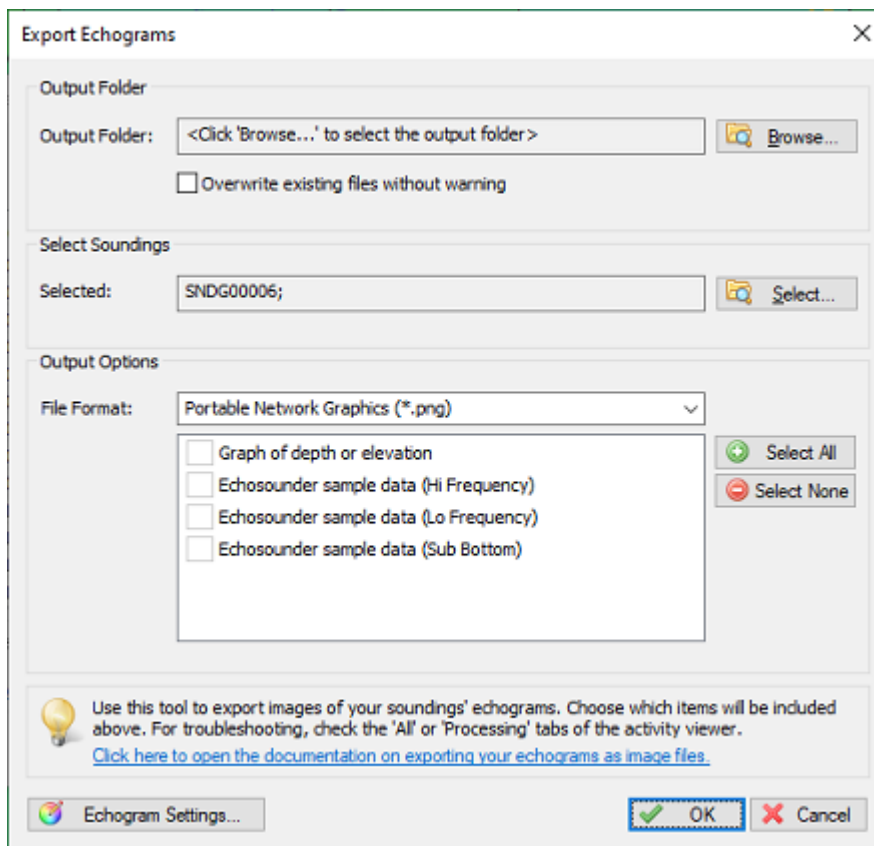 Export Echograms
Output Folder
Output Folder: <Click 'Browse...' to select the output folder> Browse...
Overwrite existing files without warning
Select Soundings
Selected: SNDG00006; Select...
Output Options
File Format: Portable Network Graphics (*.png)
Graph of depth or elevation Select All
Echosounder sample data (Hi Frequency) Select None
Echosounder sample data (Lo Frequency)
Echosounder sample data (Sub Bottom)
Use this tool to export images of your soundings' echograms. Choose which items will be included
above. For troubleshooting, check the 'All' or 'Processing' tabs of the activity viewer.
Click here to open the documentation on exporting your echograms as image files.
Echogram Settings... OK Cancel